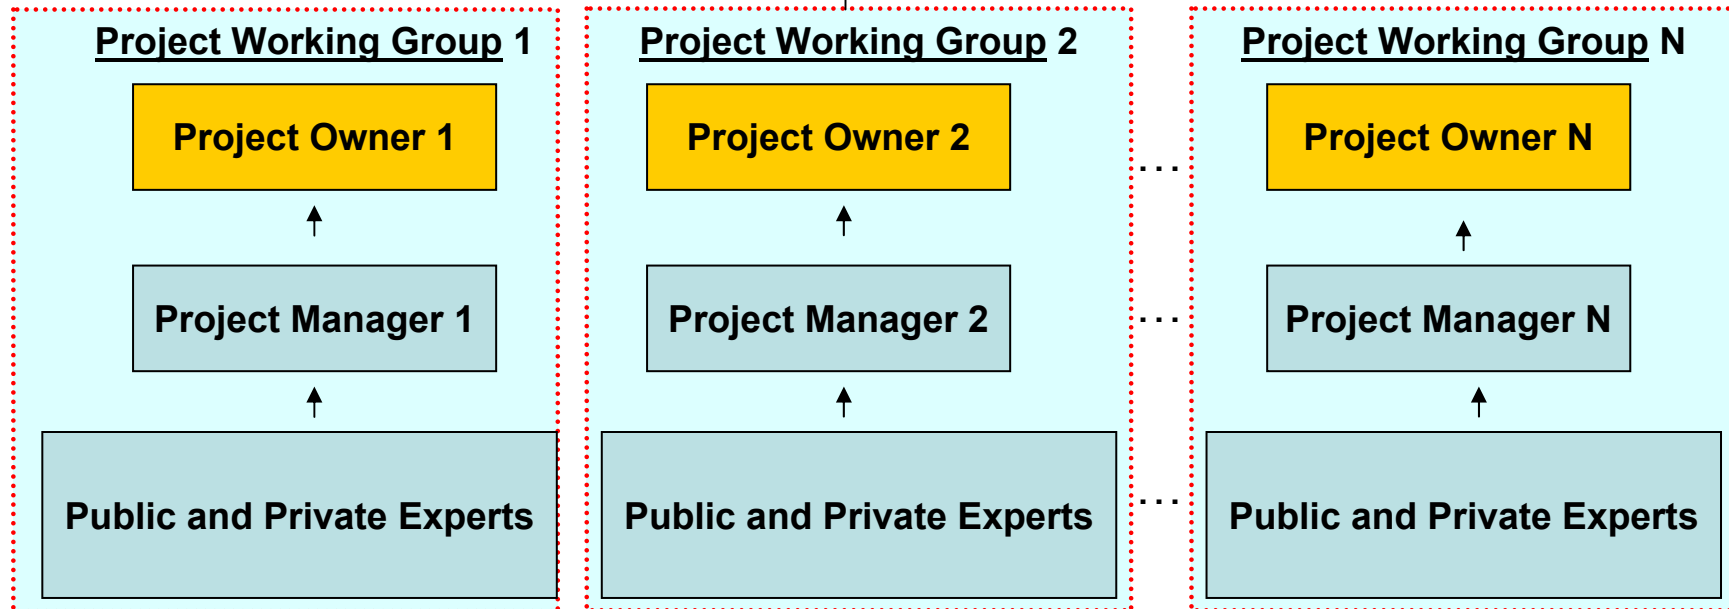 Project Working Group 1
Project Working Group 2
Project Working Group N
Project Owner 1
Project Owner 2
...
Project Owner N
Project Manager 1
Project Manager 2
...
Project Manager N
Public and Private Experts
Public and Private Experts
...
Public and Private Experts